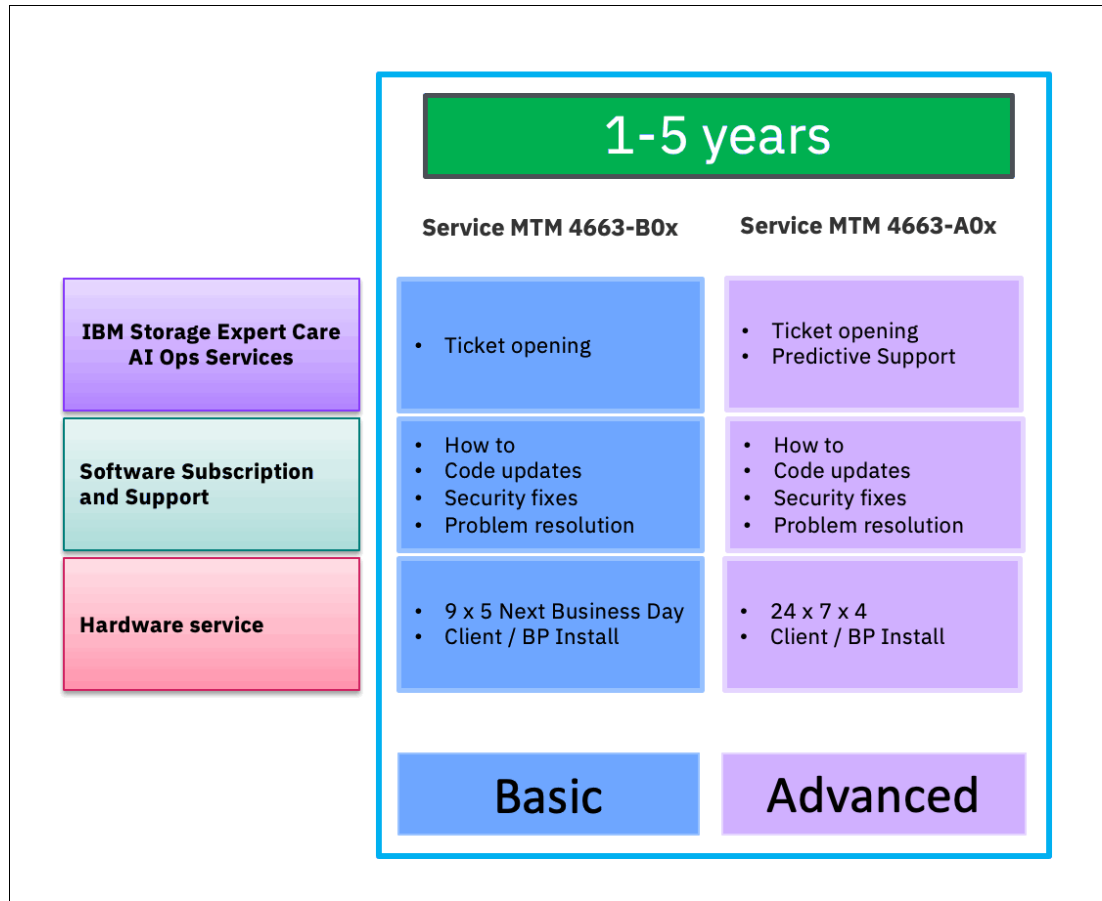 1-5 years
Service MTM 4663-B0x
Service MTM 4663-A0x
IBM Storage Expert Care
AI Ops Services
• Ticket opening
• Ticket opening
• Predictive Support
Software Subscription
and Support
• How to
• Code updates
• Security fixes
• Problem resolution
• How to
• Code updates
• Security fixes
• Problem resolution
Hardware service
• 9 x 5 Next Business Day
• Client / BP Install
• 24 x 7 x 4
• Client / BP Install
Basic
Advanced